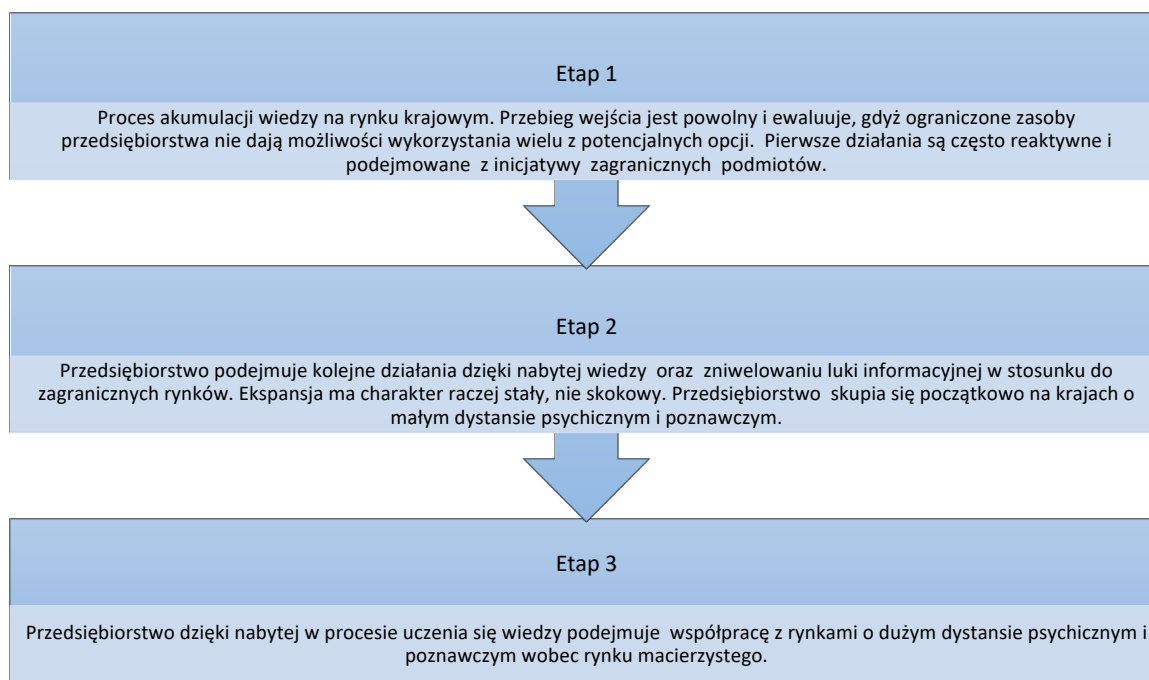 Etap 1
Proces akumulacji wiedzy na rynku krajowym. Przebieg wejścia jest powolny i ewaluuje, gdyż ograniczone zasoby
przedsiębiorstwa nie dają możliwości wykorzystania wielu z potencjalnych opcji. Pierwsze działania są często reaktywne i
podejmowane z inicjatywy zagranicznych podmiotów.
Etap 2
Przedsiębiorstwo podejmuje kolejne działania dzięki nabytej wiedzy oraz zniwelowaniu luki informacyjnej w stosunku do
zagranicznych rynków. Ekspansja ma charakter raczej stały, nie skokowy. Przedsiębiorstwo skupia się początkowo na krajach o
małym dystansie psychicznym i poznawczym.
Etap 3
Przedsiębiorstwo dzięki nabytej w procesie uczenia się wiedzy podejmuje współpracę z rynkami o dużym dystansie psychicznym i
poznawczym wobec rynku macierzystego.